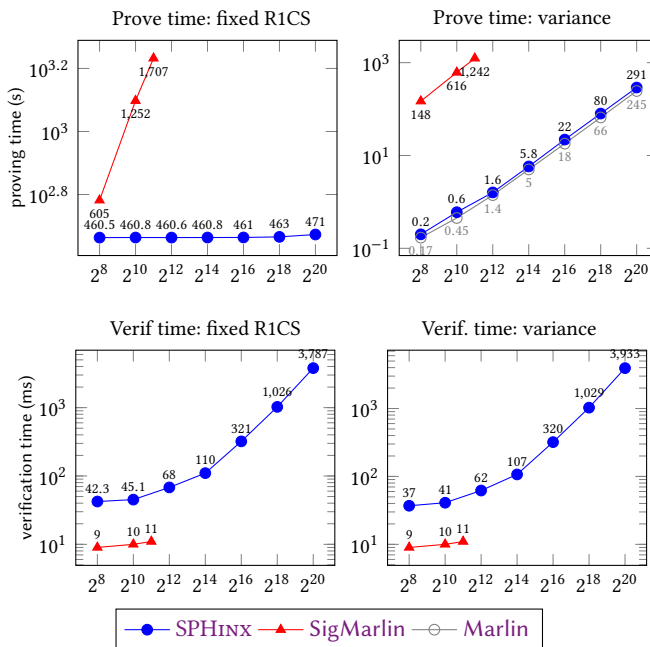 Prove time: fixed R1CS
Prove time: variance
proving time (s)
10^3.2
10^3
10^2.8
1,707
1,252
605
460.5 460.8 460.6 460.8 461 463 471
2^8 2^10 2^12 2^14 2^16 2^18 2^20
10^3
10^1
10^−1
148
616
1,242
0.2 0.6 1.6 5.8 22 80 291
0.17 0.45 1.4 5 18 66 245
2^8 2^10 2^12 2^14 2^16 2^18 2^20
Verif time: fixed R1CS
Verif. time: variance
verification time (ms)
10^3
10^2
10^1
42.3 45.1 68 110 321 1,026 3,787
9 10 11
2^8 2^10 2^12 2^14 2^16 2^18 2^20
10^3
10^2
10^1
37 41 62 107 320 1,029 3,933
9 10 11
2^8 2^10 2^12 2^14 2^16 2^18 2^20
SPHINX SigMarlin Marlin